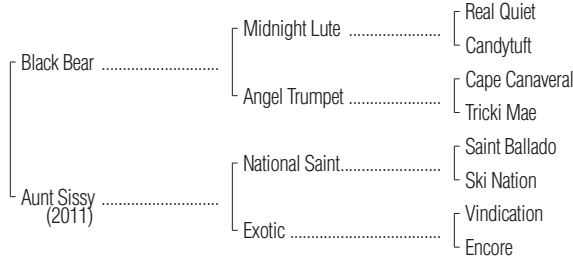 Real Quiet
Midnight Lute ......................
Candytuft
Black Bear ............................
Cape Canaveral
Angel Trumpet ......................
Tricki Mae
Saint Ballado
National Saint........................
Ski Nation
Aunt Sissy ............................
(2011)
Vindication
Exotic ....................................
Encore